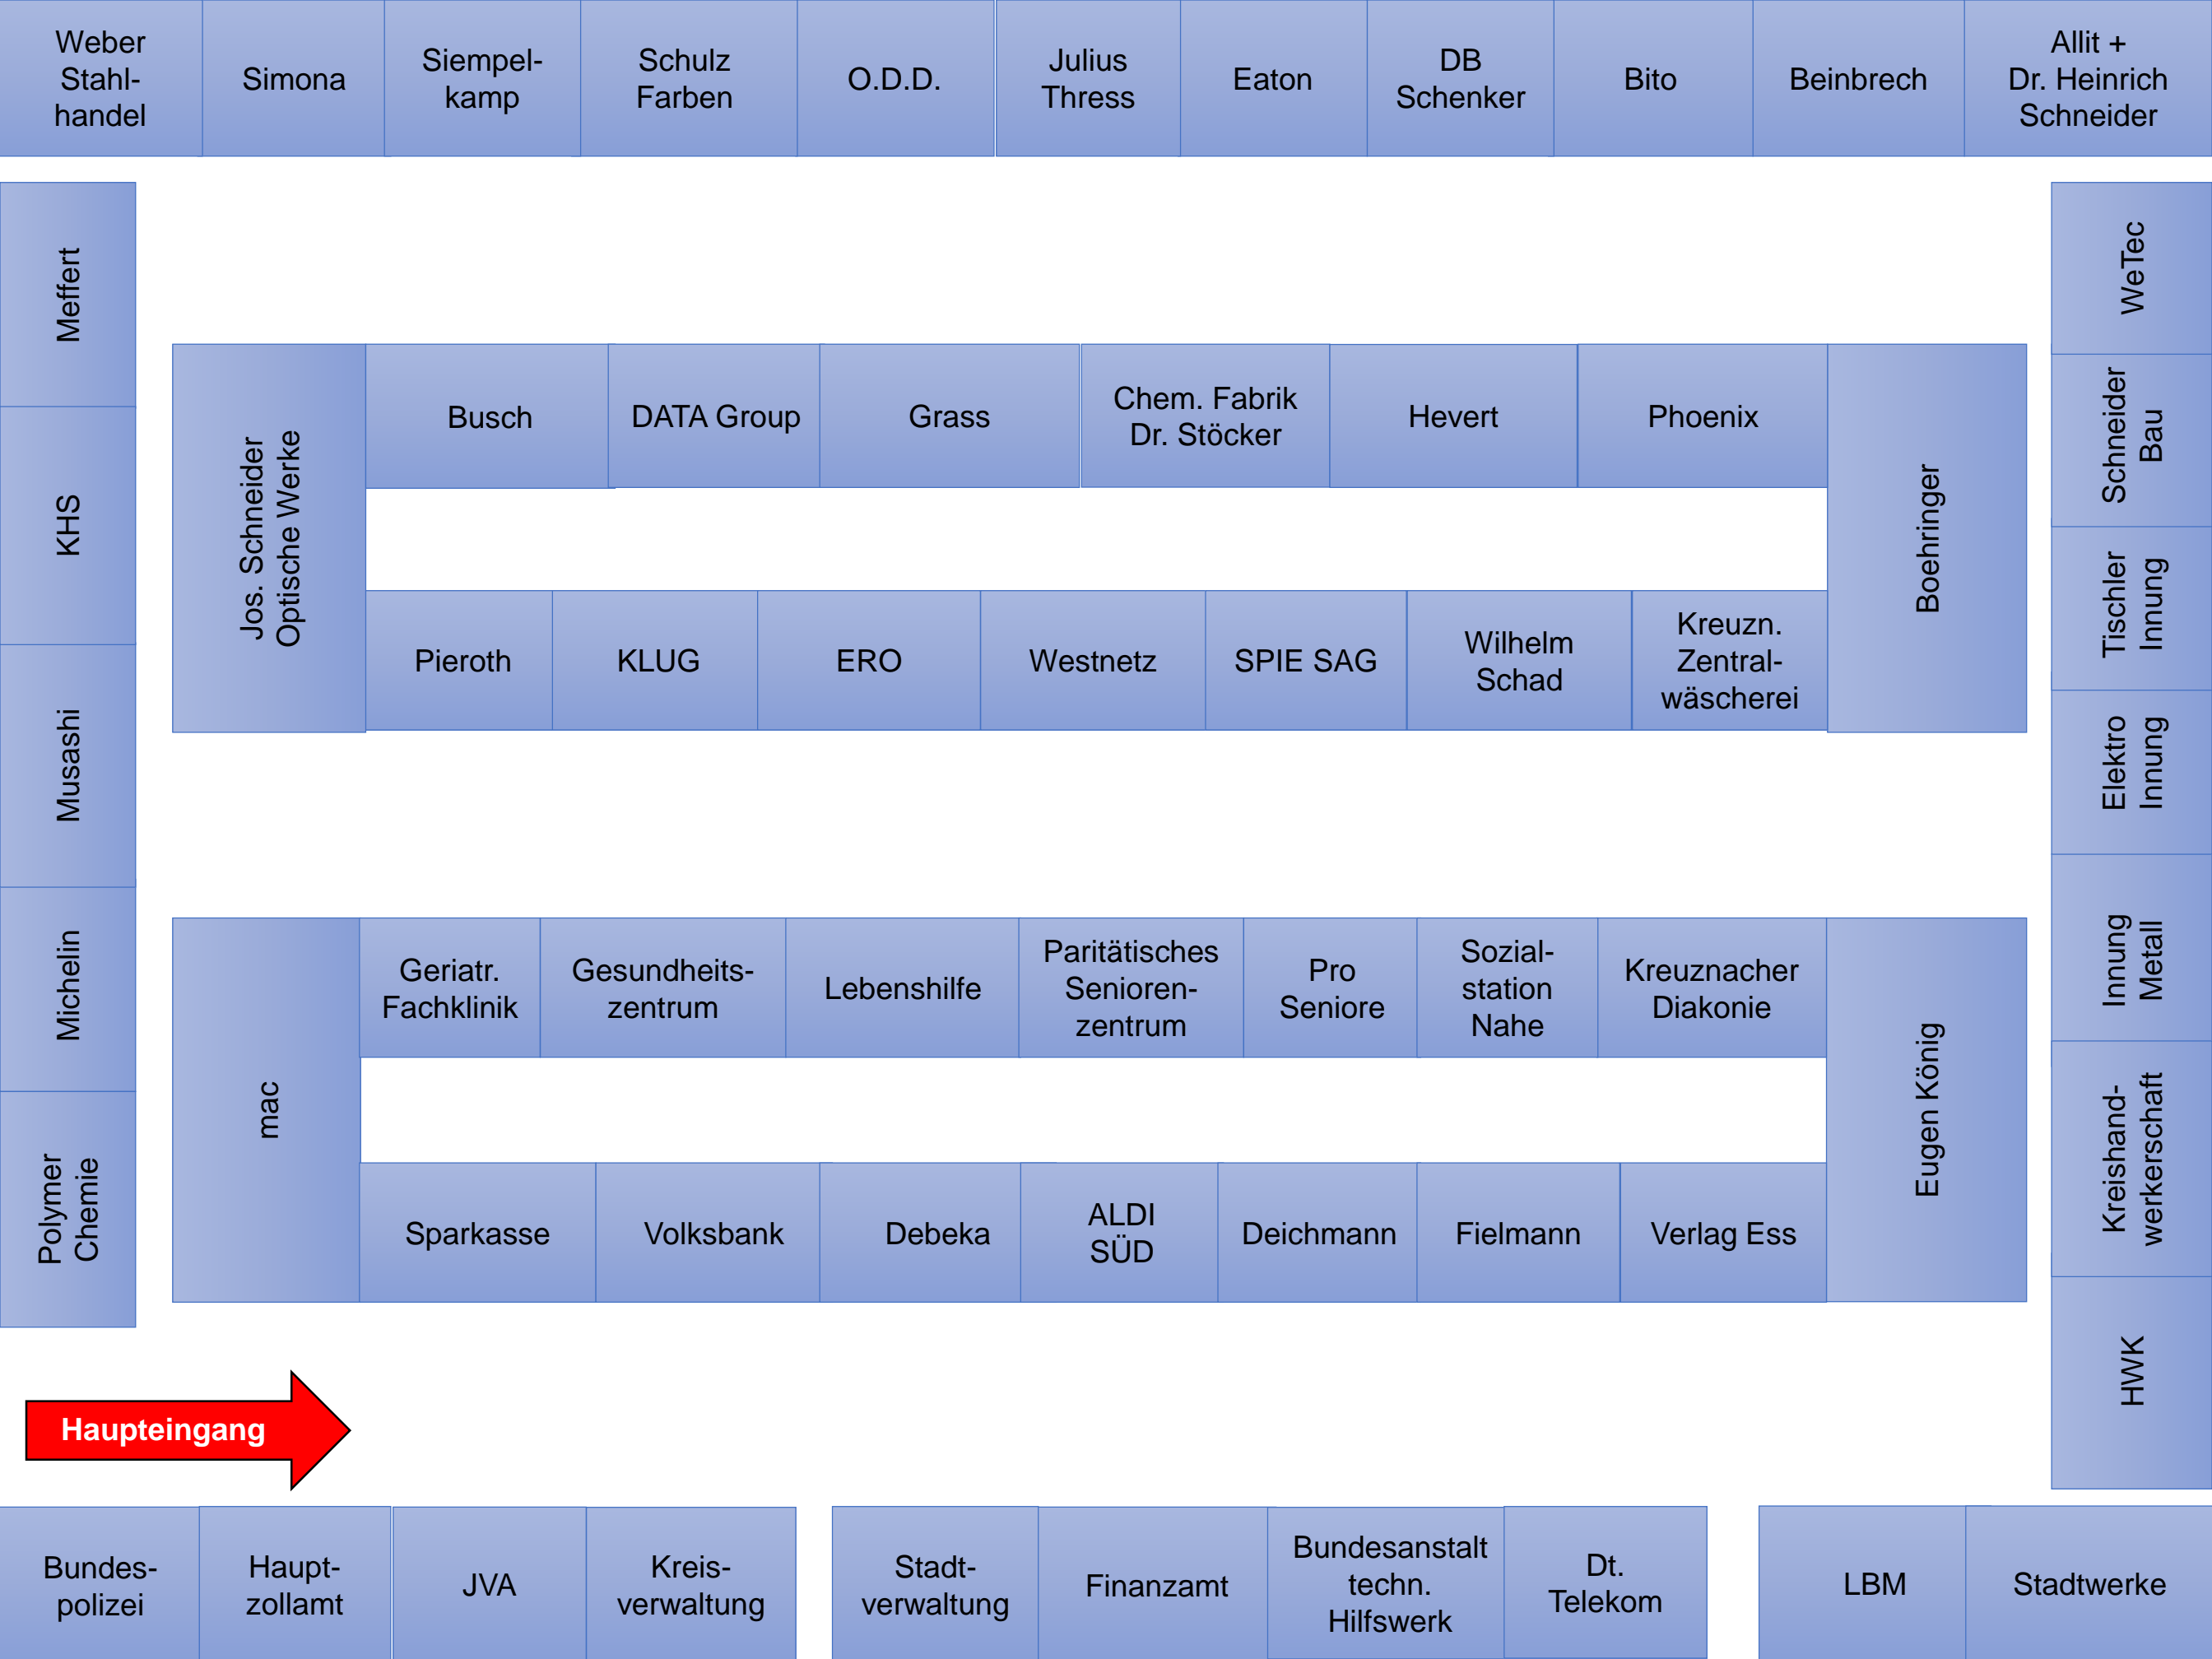 Weber
Stahl-
handel
Simona
Siempel-
kamp
Schulz
Farben
O.D.D.
Julius
Thress
Eaton
DB
Schenker
Bito
Beinbrech
Allit +
Dr. Heinrich
Schneider
Meffert
KHS
Musashi
Michelin
Polymer
Chemie
Jos. Schneider
Optische Werke
Busch
DATA Group
Grass
Chem. Fabrik
Dr. Stöcker
Hevert
Phoenix
Boehringer
Pieroth
KLUG
ERO
Westnetz
SPIE SAG
Wilhelm
Schad
Kreuzn.
Zentral-
wäscherei
WeTec
Schneider
Bau
Tischler
Innung
Elektro
Innung
Innung
Metall
Kreishand-
werkerschaft
HWK
mac
Geriatr.
Fachklinik
Gesundheits-
zentrum
Lebenshilfe
Paritätisches
Senioren-
zentrum
Pro
Seniore
Sozial-
station
Nahe
Kreuznacher
Diakonie
Eugen König
Sparkasse
Volksbank
Debeka
ALDI
SÜD
Deichmann
Fielmann
Verlag Ess
Haupteingang
Bundes-
polizei
Haupt-
zollamt
JVA
Kreis-
verwaltung
Stadt-
verwaltung
Finanzamt
Bundesanstalt
techn.
Hilfswerk
Dt.
Telekom
LBM
Stadtwerke